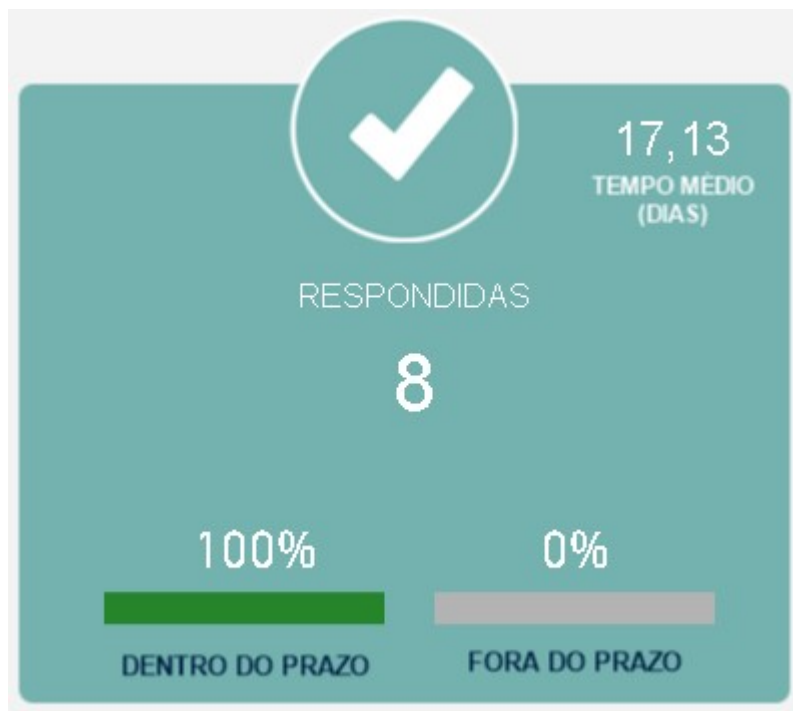 17,13
TEMPO MÉDIO
(DIAS)
RESPONDIDAS
8
100%
0%
DENTRO DO PRAZO
FORA DO PRAZO